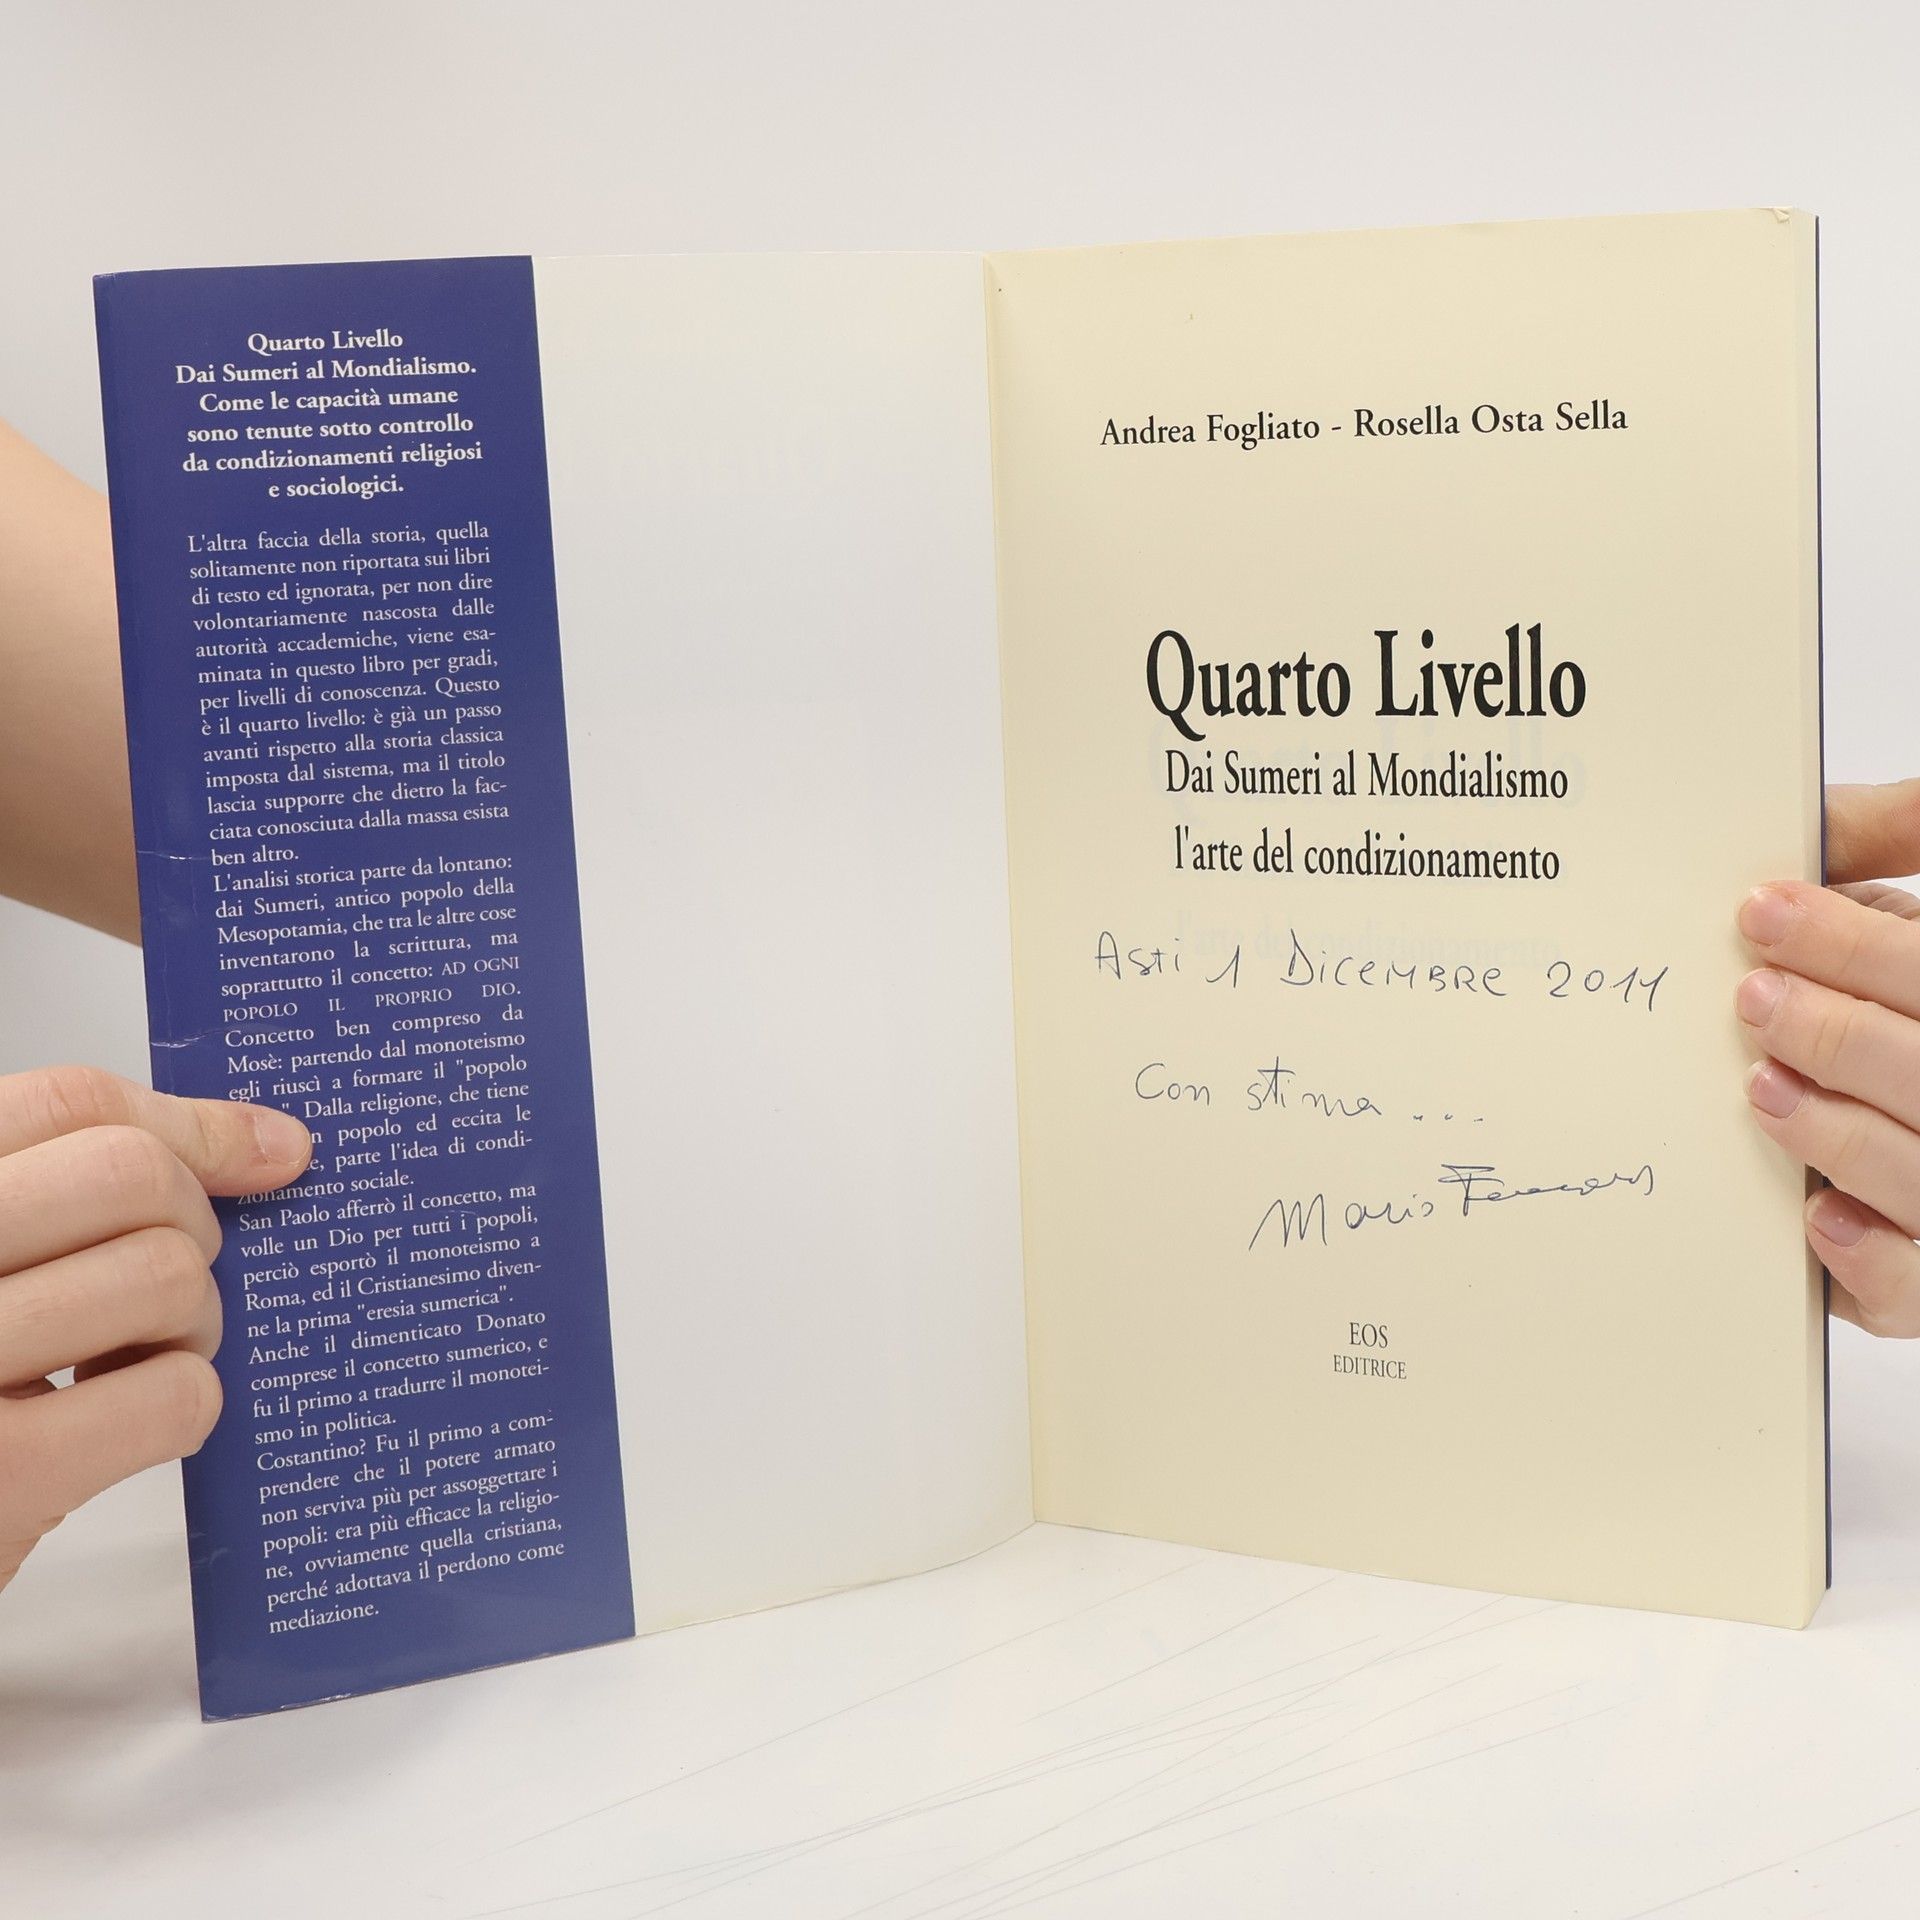 Quarto Livello
Dai Sumeri al Mondialismo.
Come le capacità umane
sono tenute sotto controllo
da condizionamenti religiosi
e sociologici.
L'altra faccia della storia, quella
solitamente non riportata sui libri
di testo ed ignorata, per non dire
volontariamente nascosta dalle
autorità accademiche, viene esa-
minata in questo libro per gradi,
per livelli di conoscenza. Questo
è il quarto livello: è già un passo
avanti rispetto alla storia classica
imposta dal sistema, ma il titolo
lascia supporre che dietro la fac-
ciata conosciuta dalla massa esista
ben altro.
L'analisi storica parte da lontano:
dai Sumeri, antico popolo della
Mesopotamia, che tra le altre cose
inventarono la scrittura, ma
soprattutto il concetto: AD OGNI
POPOLO IL PROPRIO DIO.
Concetto ben compreso da
Mosè: partendo dal monoteismo
egli riuscì a formare il "popolo
". Dalla religione, che tiene
popolo ed eccita le
parte l'idea di condi-
zionamento sociale.
San Paolo afferrò il concetto, ma
volle un Dio per tutti i popoli,
perciò esportò il monoteismo a
Roma, ed il Cristianesimo diven-
ne la prima "eresia sumerica".
Anche il dimenticato Donato
comprese il concetto sumerico, e
fu il primo a tradurre il monotei-
smo in politica.
Costantino? Fu il primo a com-
prendere che il potere armato
non serviva più per assoggettare i
popoli: era più efficace la religio-
ne, ovviamente quella cristiana,
perché adottava il perdono come
mediazione.
Andrea Fogliato - Rosella Osta Sella
Quarto Livello
Dai Sumeri al Mondialismo
l'arte del condizionamento
Asti 1 Dicembre 2011
Con stima ...
Mario
EOS
EDITRICE